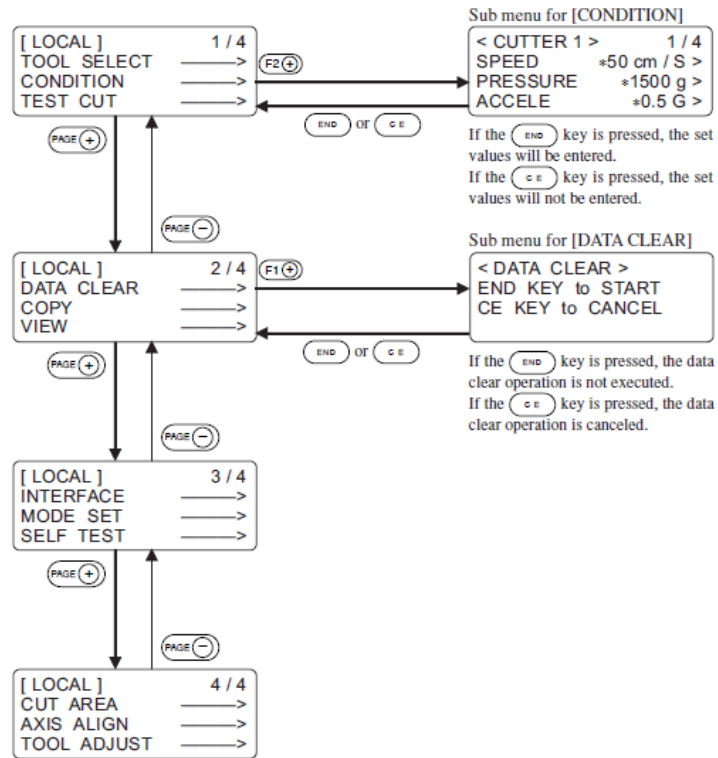 Sub menu for [CONDITION]
[ LOCAL ] 1 / 4
TOOL SELECT ———>
CONDITION ———>
TEST CUT ———>
F2 +
< CUTTER 1 > 1 / 4
SPEED *50 cm / S >
PRESSURE *1500 g >
ACCELE *0.5 G >
END or C E
PAGE +
If the END key is pressed, the set
values will be entered.
If the C E key is pressed, the set
values will not be entered.
PAGE −
Sub menu for [DATA CLEAR]
[ LOCAL ] 2 / 4
DATA CLEAR ———>
COPY ———>
VIEW ———>
F1 +
< DATA CLEAR >
END KEY to START
CE KEY to CANCEL
END or C E
PAGE +
If the END key is pressed, the data
clear operation is not executed.
If the C E key is pressed, the data
clear operation is canceled.
PAGE −
[ LOCAL ] 3 / 4
INTERFACE ———>
MODE SET ———>
SELF TEST ———>
PAGE +
PAGE −
[ LOCAL ] 4 / 4
CUT AREA ———>
AXIS ALIGN ———>
TOOL ADJUST ———>